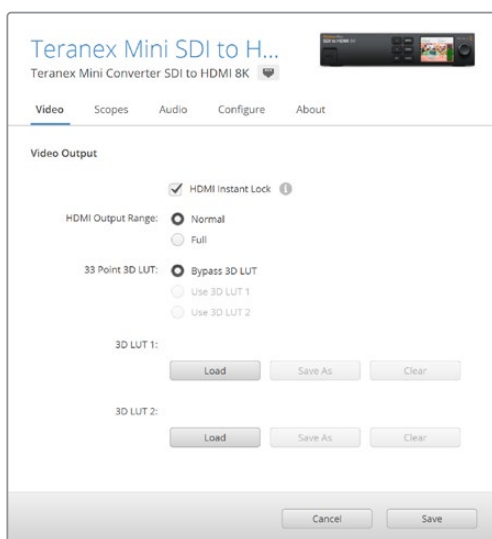 Teranex Mini SDI to H...
Teranex Mini Converter SDI to HDMI 8K
Video Scopes Audio Configure About
Video Output
HDMI Instant Lock
HDMI Output Range: Normal
Full
33 Point 3D LUT: Bypass 3D LUT
Use 3D LUT 1
Use 3D LUT 2
3D LUT 1:
Load Save As Clear
3D LUT 2:
Load Save As Clear
Cancel Save